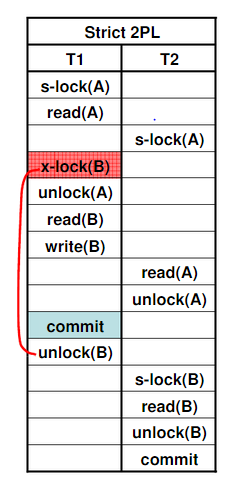 Strict 2PL
T1 T2
s-lock(A)
read(A)
s-lock(A)
x-lock(B)
unlock(A)
read(B)
write(B)
read(A)
unlock(A)
commit
unlock(B)
s-lock(B)
read(B)
unlock(B)
commit